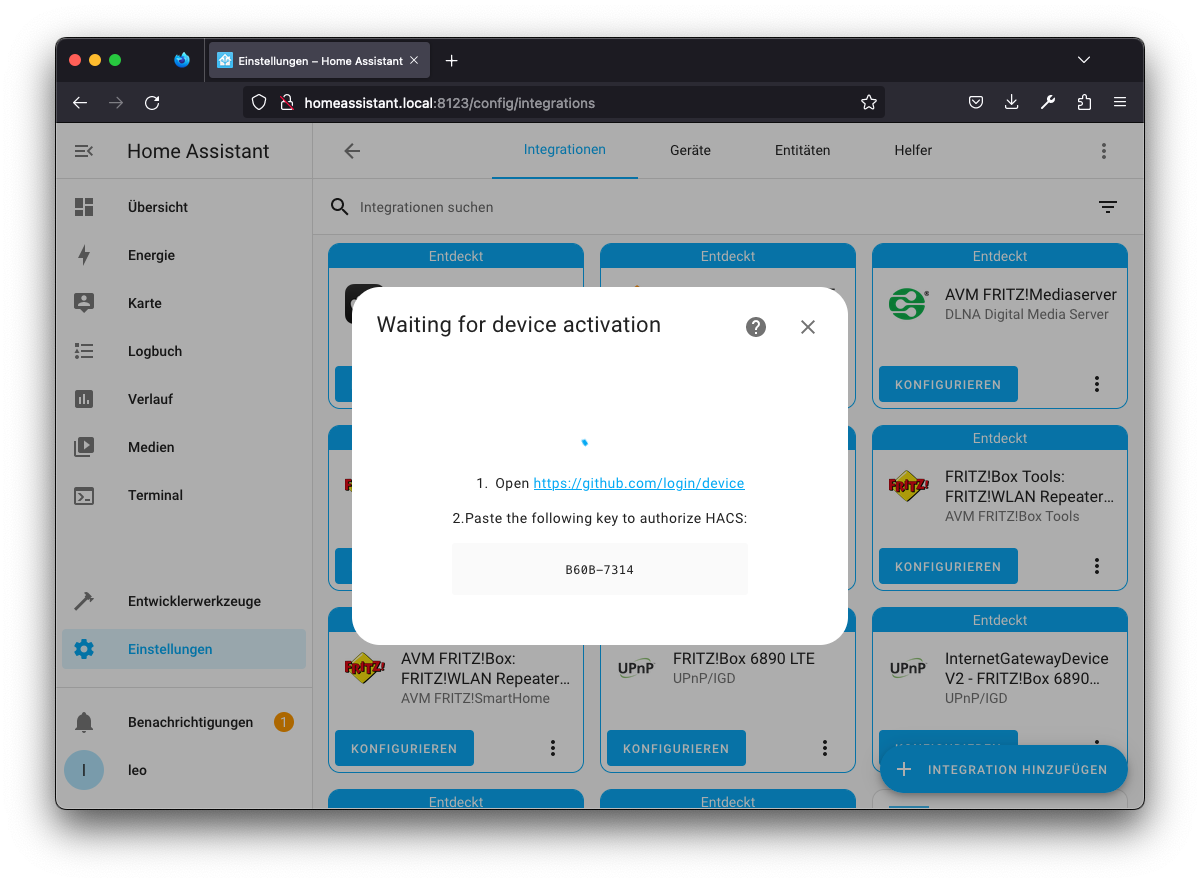 Einstellungen – Home Assistant
homeassistant.local:8123/config/integrations
Home Assistant
Integrationen
Geräte
Entitäten
Helfer
Übersicht
Energie
Karte
Logbuch
Verlauf
Medien
Terminal
Entwicklerwerkzeuge
Einstellungen
Benachrichtigungen
1
l
leo
Integrationen suchen
Entdeckt
Entdeckt
Entdeckt
AVM FRITZ!Mediaserver
DLNA Digital Media Server
KONFIGURIEREN
Waiting for device activation
1. Open https://github.com/login/device
2.Paste the following key to authorize HACS:
B60B-7314
Entdeckt
FRITZ!
FRITZ!Box Tools:
FRITZ!WLAN Repeater…
AVM FRITZ!Box Tools
KONFIGURIEREN
FRITZ!
AVM FRITZ!Box:
FRITZ!WLAN Repeater…
AVM FRITZ!SmartHome
KONFIGURIEREN
UPnP
FRITZ!Box 6890 LTE
UPnP/IGD
KONFIGURIEREN
Entdeckt
UPnP
InternetGatewayDevice
V2 - FRITZ!Box 6890…
UPnP/IGD
INTEGRATION HINZUFÜGEN
Entdeckt
Entdeckt